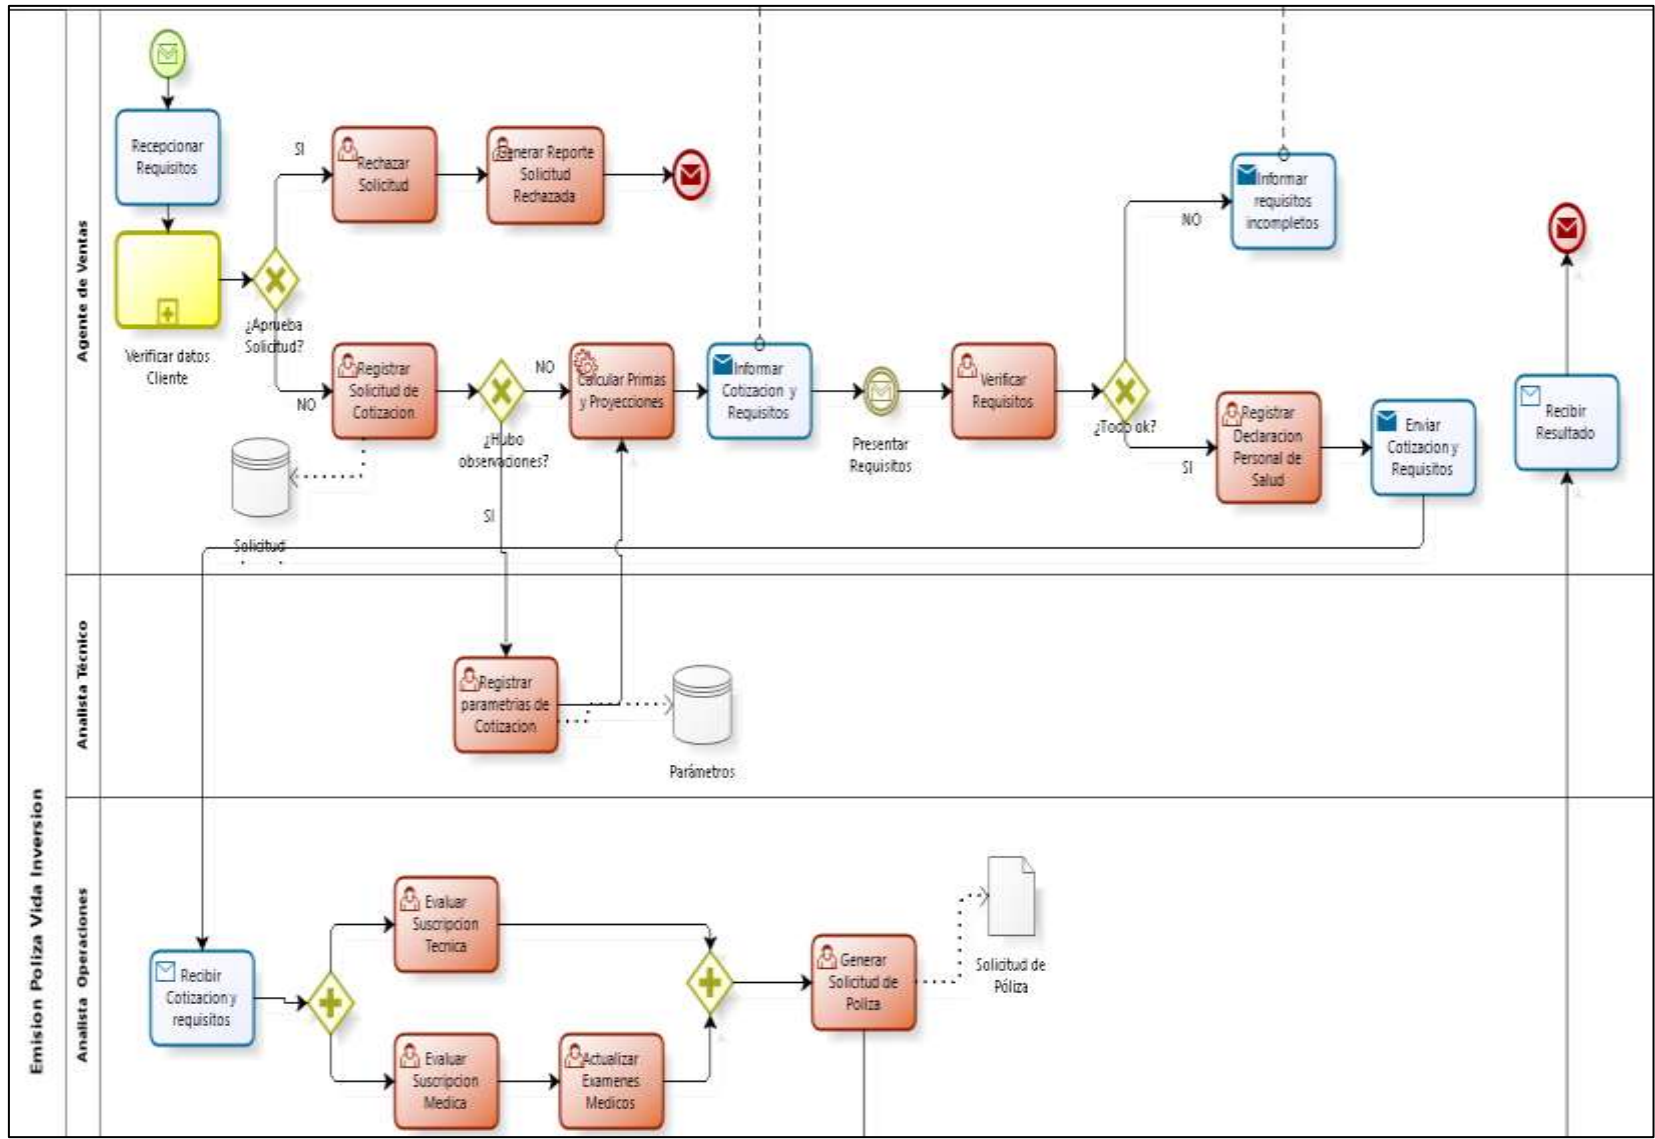 Emision Poliza Vida Inversion
Agente de Ventas
Recepcionar
Requisitos
Verificar datos
Cliente
¿Aprueba
Solicitud?
SI
Rechazar
Solicitud
Generar Reporte
Solicitud
Rechazada
NO
Registrar
Solicitud de
Cotizacion
Solicitud
¿Hubo
observaciones?
NO
SI
Calcular Primas
y Proyecciones
Informar
Cotizacion y
Requisitos
Presentar
Requisitos
Verificar
Requisitos
¿Todo ok?
NO
Informar
requisitos
incompletos
SI
Registrar
Declaracion
Personal de
Salud
Enviar
Cotizacion y
Requisitos
Recibir
Resultado
Analista Técnico
Registrar
parametrias de
Cotizacion
Parámetros
Analista Operaciones
Recibir
Cotizacion y
requisitos
Evaluar
Suscripcion
Tecnica
Evaluar
Suscripcion
Medica
Actualizar
Examenes
Medicos
Generar
Solicitud de
Poliza
Solicitud de
Póliza